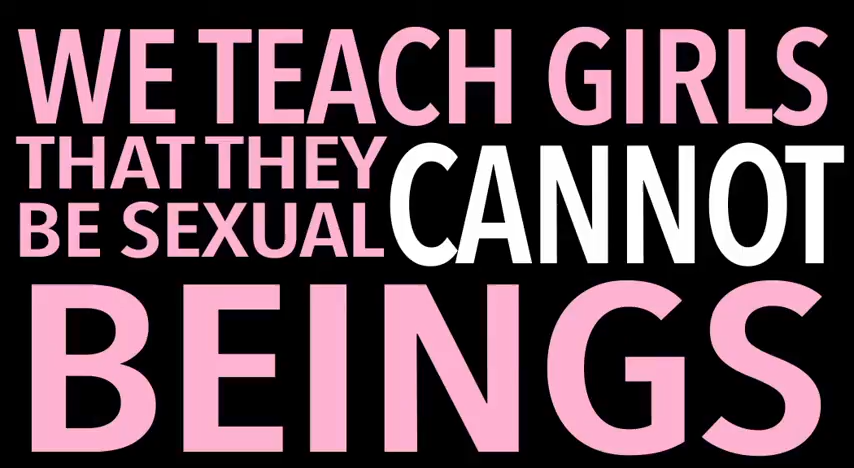 WE TEACH GIRLS
THAT THEY CANNOT
BE SEXUAL
BEINGS